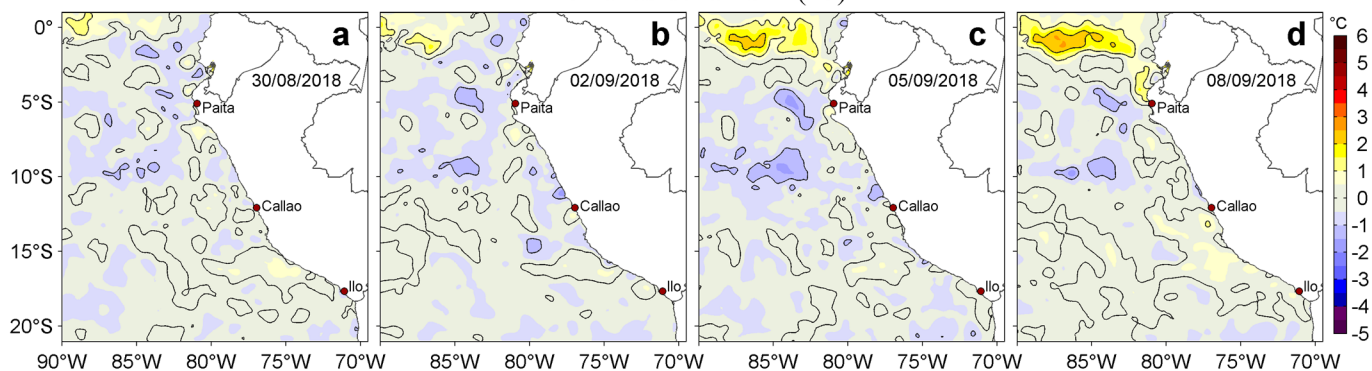 a
b
c
d
°C
30/08/2018
02/09/2018
05/09/2018
08/09/2018
Paita
Callao
Ilo
Paita
Callao
Ilo
Paita
Callao
Ilo
Paita
Callao
Ilo
0°
5°S
10°S
15°S
20°S
90°W 85°W 80°W 75°W 70°W
85°W 80°W 75°W 70°W
85°W 80°W 75°W 70°W
85°W 80°W 75°W 70°W
6
5
4
3
2
1
0
-1
-2
-3
-4
-5